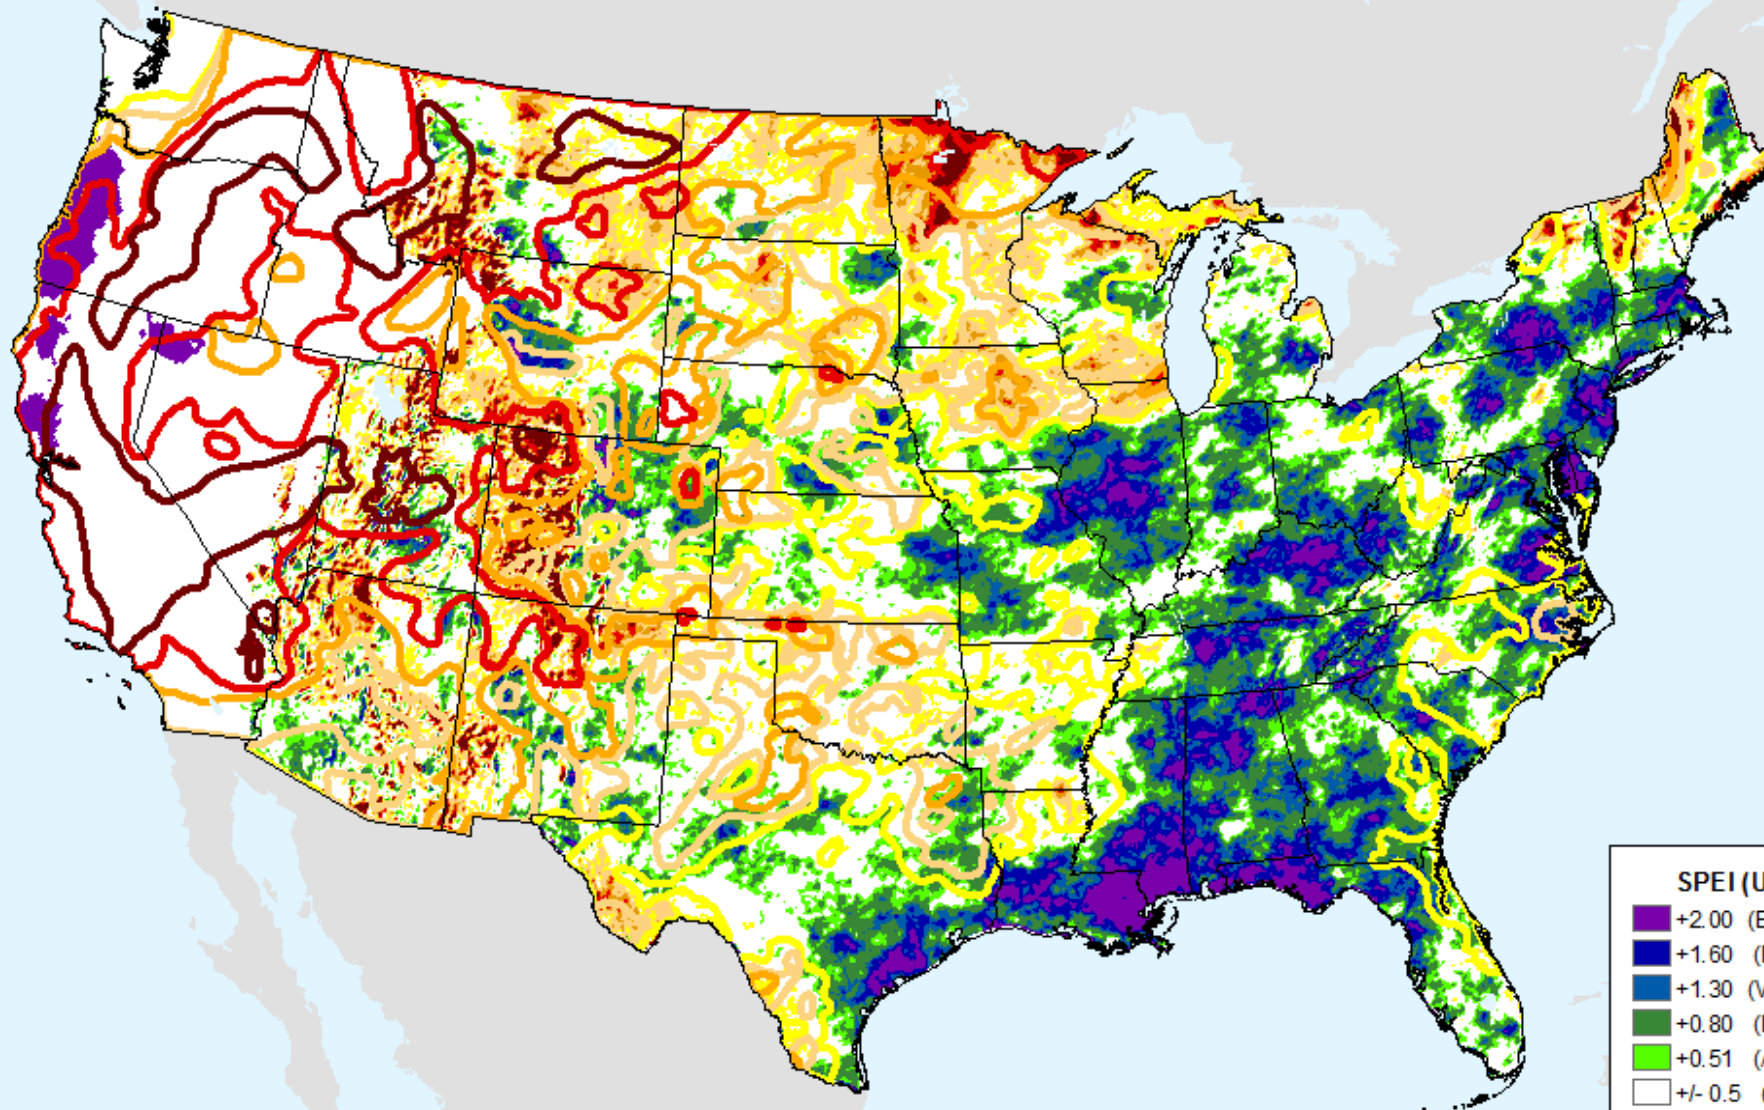 SPEI (U
+2.00 (E
+1.60 (
+1.30 (V
+0.80 (
+0.51 (
+/- 0.5 (